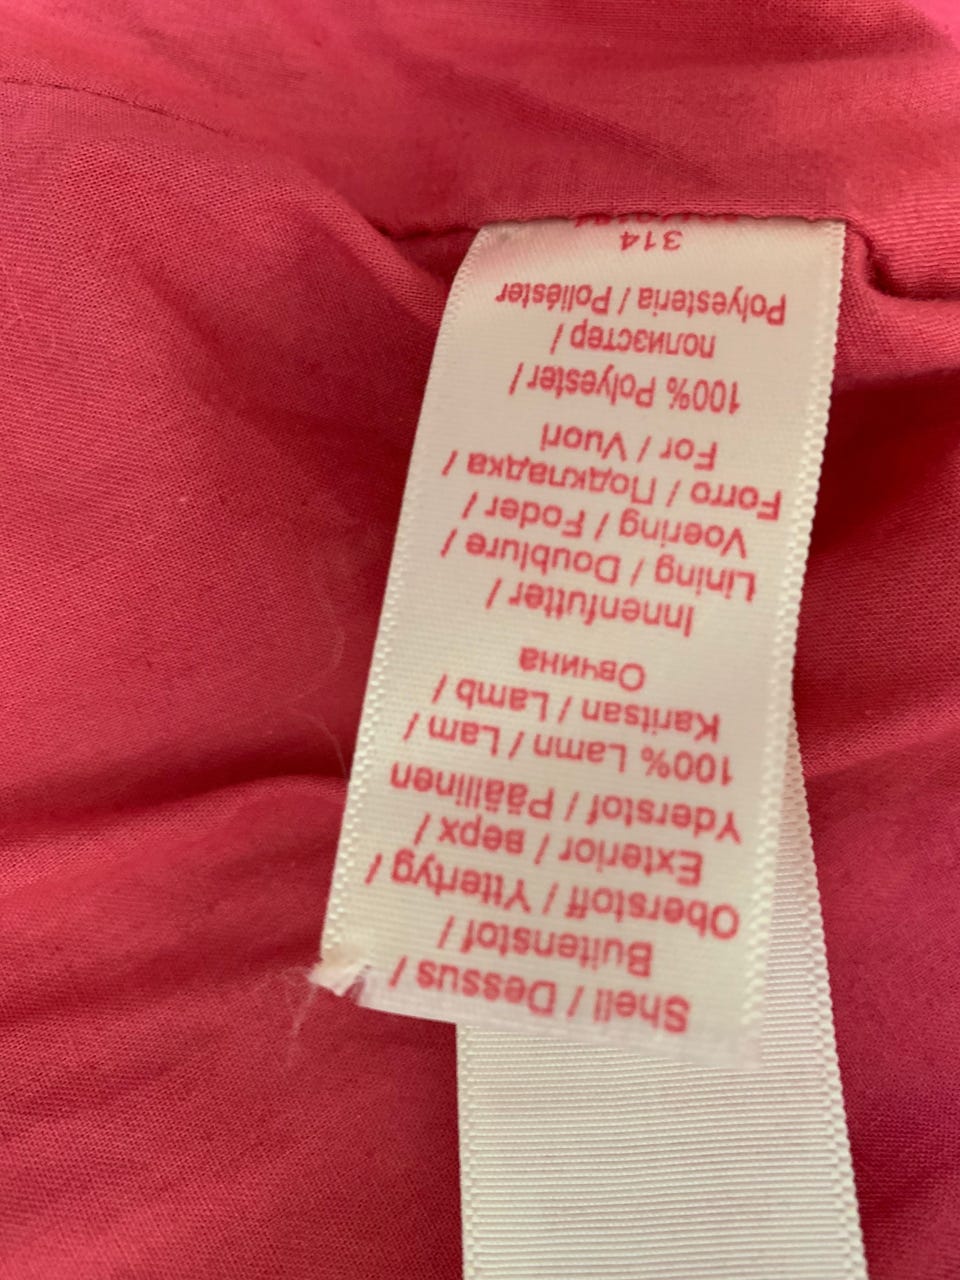 Shell / Dessus /
Buitenstof /
Oberstoff / Yttertyg /
Exterior / верх /
Yderstof / Päällinen
100% Lamn / Lam /
Karitsan / Lamb /
Овчина
Innenfutter /
Lining / Doublure /
Voering / Foder /
Forro / Подкладка /
For / Vuori
100% Polyester /
полиэстер /
Polyesteria / Poliéster
314